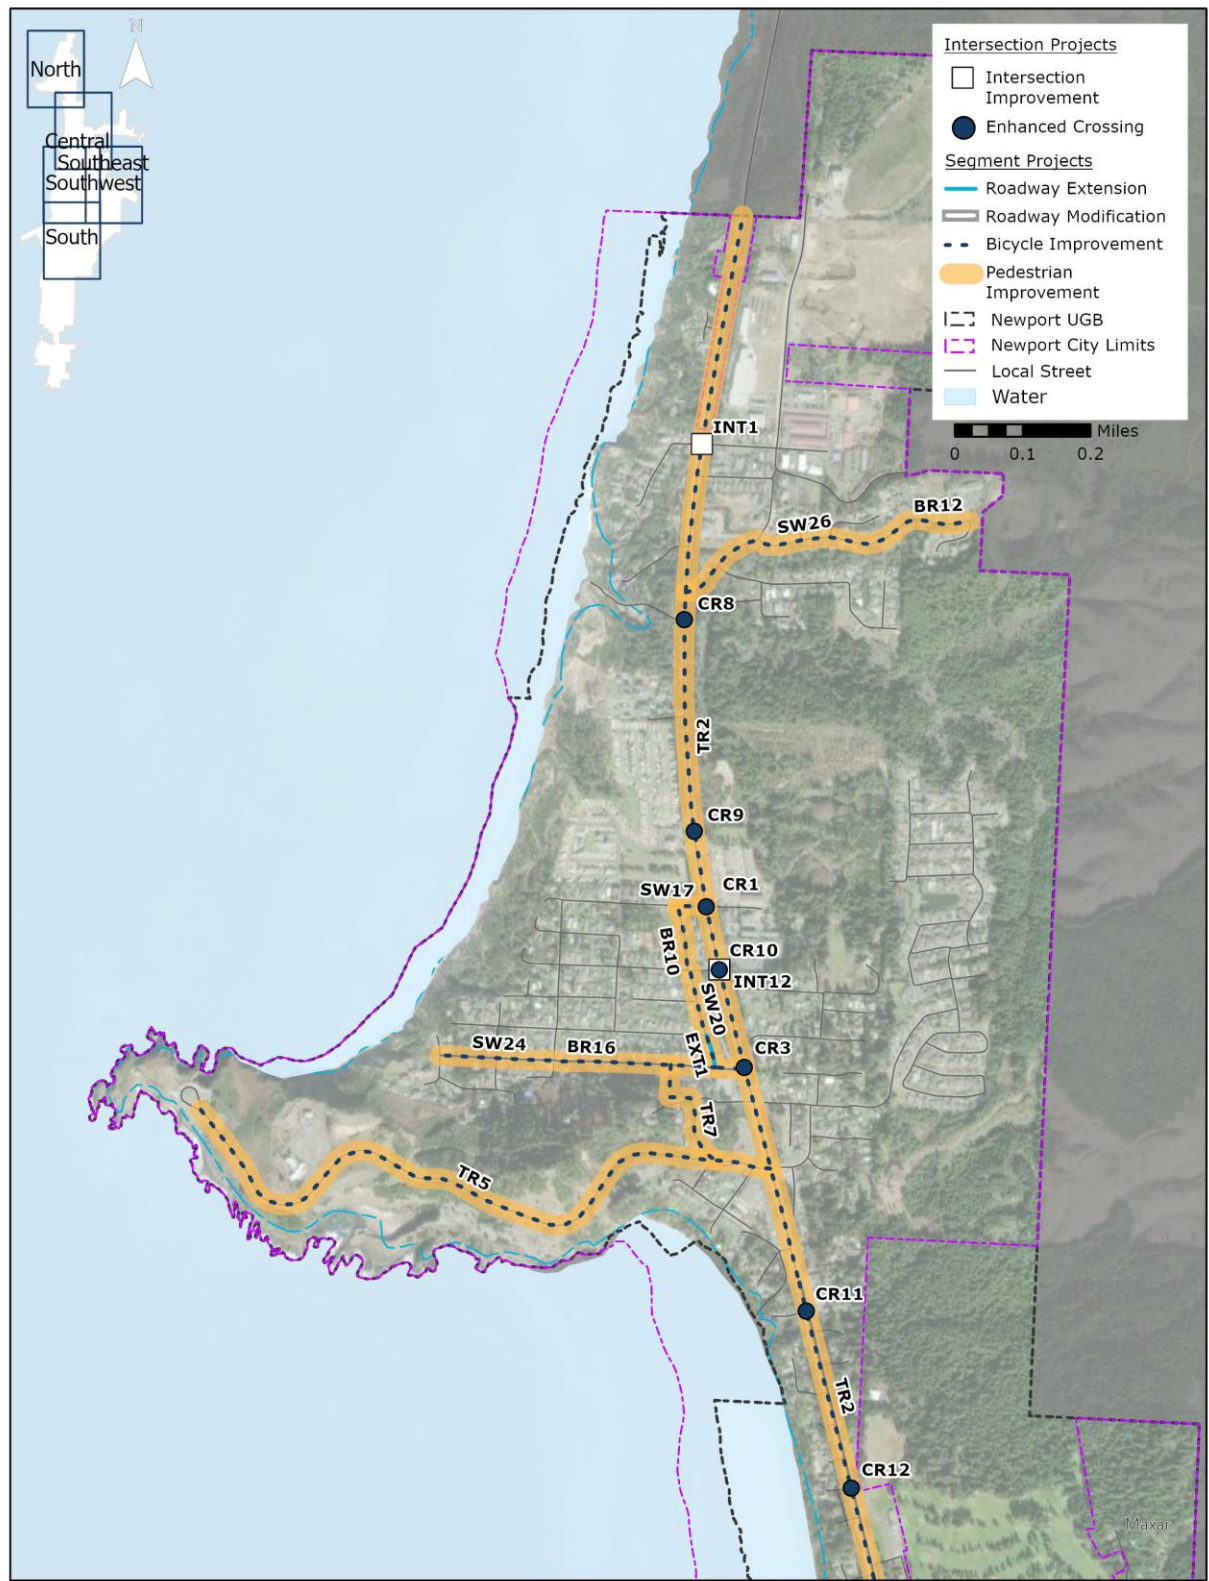 N
North
Central
Southeast
Southwest
South
Intersection Projects
Intersection
Improvement
Enhanced Crossing
Segment Projects
Roadway Extension
Roadway Modification
Bicycle Improvement
Pedestrian
Improvement
Newport UGB
Newport City Limits
Local Street
Water
Miles
0 0.1 0.2
INT1
BR12
SW26
CR8
TR2
CR9
CR1
SW17
BR10
CR10
INT12
SW20
EXT1
CR3
SW24
BR16
TR7
TR5
CR11
TR2
CR12
Maxar